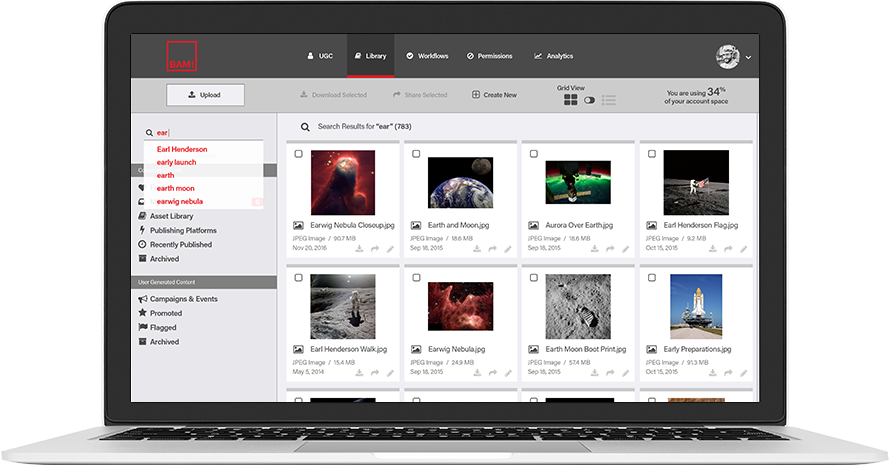 BAM!
UGC
Library
Workflows
Permissions
Analytics
Upload
Download Selected
Share Selected
Create New
Grid View
You are using 34%
of your account space
ear
Search Results for "ear" (783)
Earl Henderson
early launch
earth
earth moon
earwig nebula
Asset Library
Publishing Platforms
Recently Published
Archived
User Generated Content
Campaigns & Events
Promoted
Flagged
Archived
Earwig Nebula Closeup.jpg
JPEG Image / 90.7 MB
Nov 20, 2016
Earth and Moon.jpg
JPEG Image / 18.6 MB
Sep 18, 2015
Aurora Over Earth.jpg
JPEG Image / 18.6 MB
Sep 18, 2015
Earl Henderson Flag.jpg
JPEG Image / 9.2 MB
Oct 15, 2015
Earl Henderson Walk.jpg
JPEG Image / 15.4 MB
May 5, 2014
Earwig Nebula.jpg
JPEG Image / 24.9 MB
Sep 18, 2015
Earth Moon Boot Print.jpg
JPEG Image / 57.4 MB
Sep 18, 2015
Early Preparations.jpg
JPEG Image / 91.3 MB
Oct 15, 2015